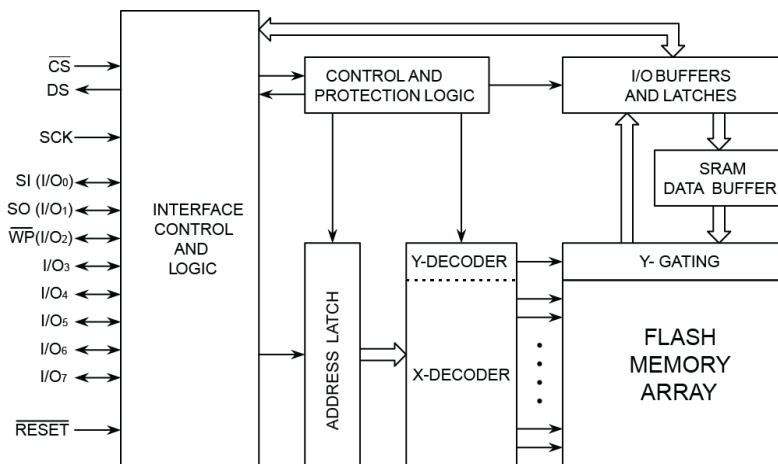 CS
DS
SCK
SI (I/O₀)
SO (I/O₁)
WP(I/O₂)
I/O₃
I/O₄
I/O₅
I/O₆
I/O₇
RESET
INTERFACE
CONTROL
AND
LOGIC
CONTROL AND
PROTECTION LOGIC
I/O BUFFERS
AND LATCHES
SRAM
DATA BUFFER
ADDRESS LATCH
Y-DECODER
X-DECODER
Y- GATING
FLASH
MEMORY
ARRAY